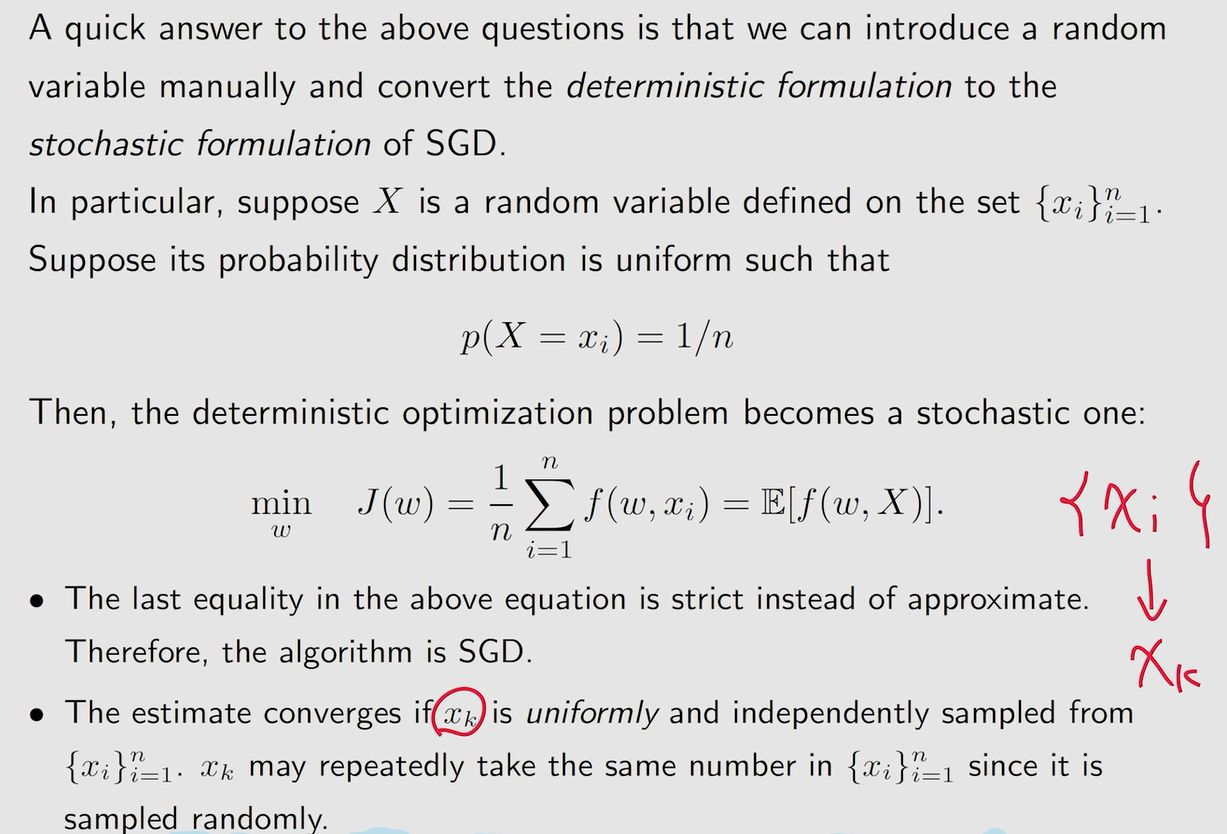 A quick answer to the above questions is that we can introduce a random
variable manually and convert the deterministic formulation to the
stochastic formulation of SGD.
In particular, suppose X is a random variable defined on the set {x_i}_{i=1}^n.
Suppose its probability distribution is uniform such that
p(X = x_i) = 1/n
Then, the deterministic optimization problem becomes a stochastic one:
min_w J(w) = \frac{1}{n} \sum_{i=1}^{n} f(w, x_i) = 𝔼[f(w, X)].
{x_i}
↓
x_k
• The last equality in the above equation is strict instead of approximate.
Therefore, the algorithm is SGD.
• The estimate converges if x_k is uniformly and independently sampled from
{x_i}_{i=1}^n. x_k may repeatedly take the same number in {x_i}_{i=1}^n since it is
sampled randomly.